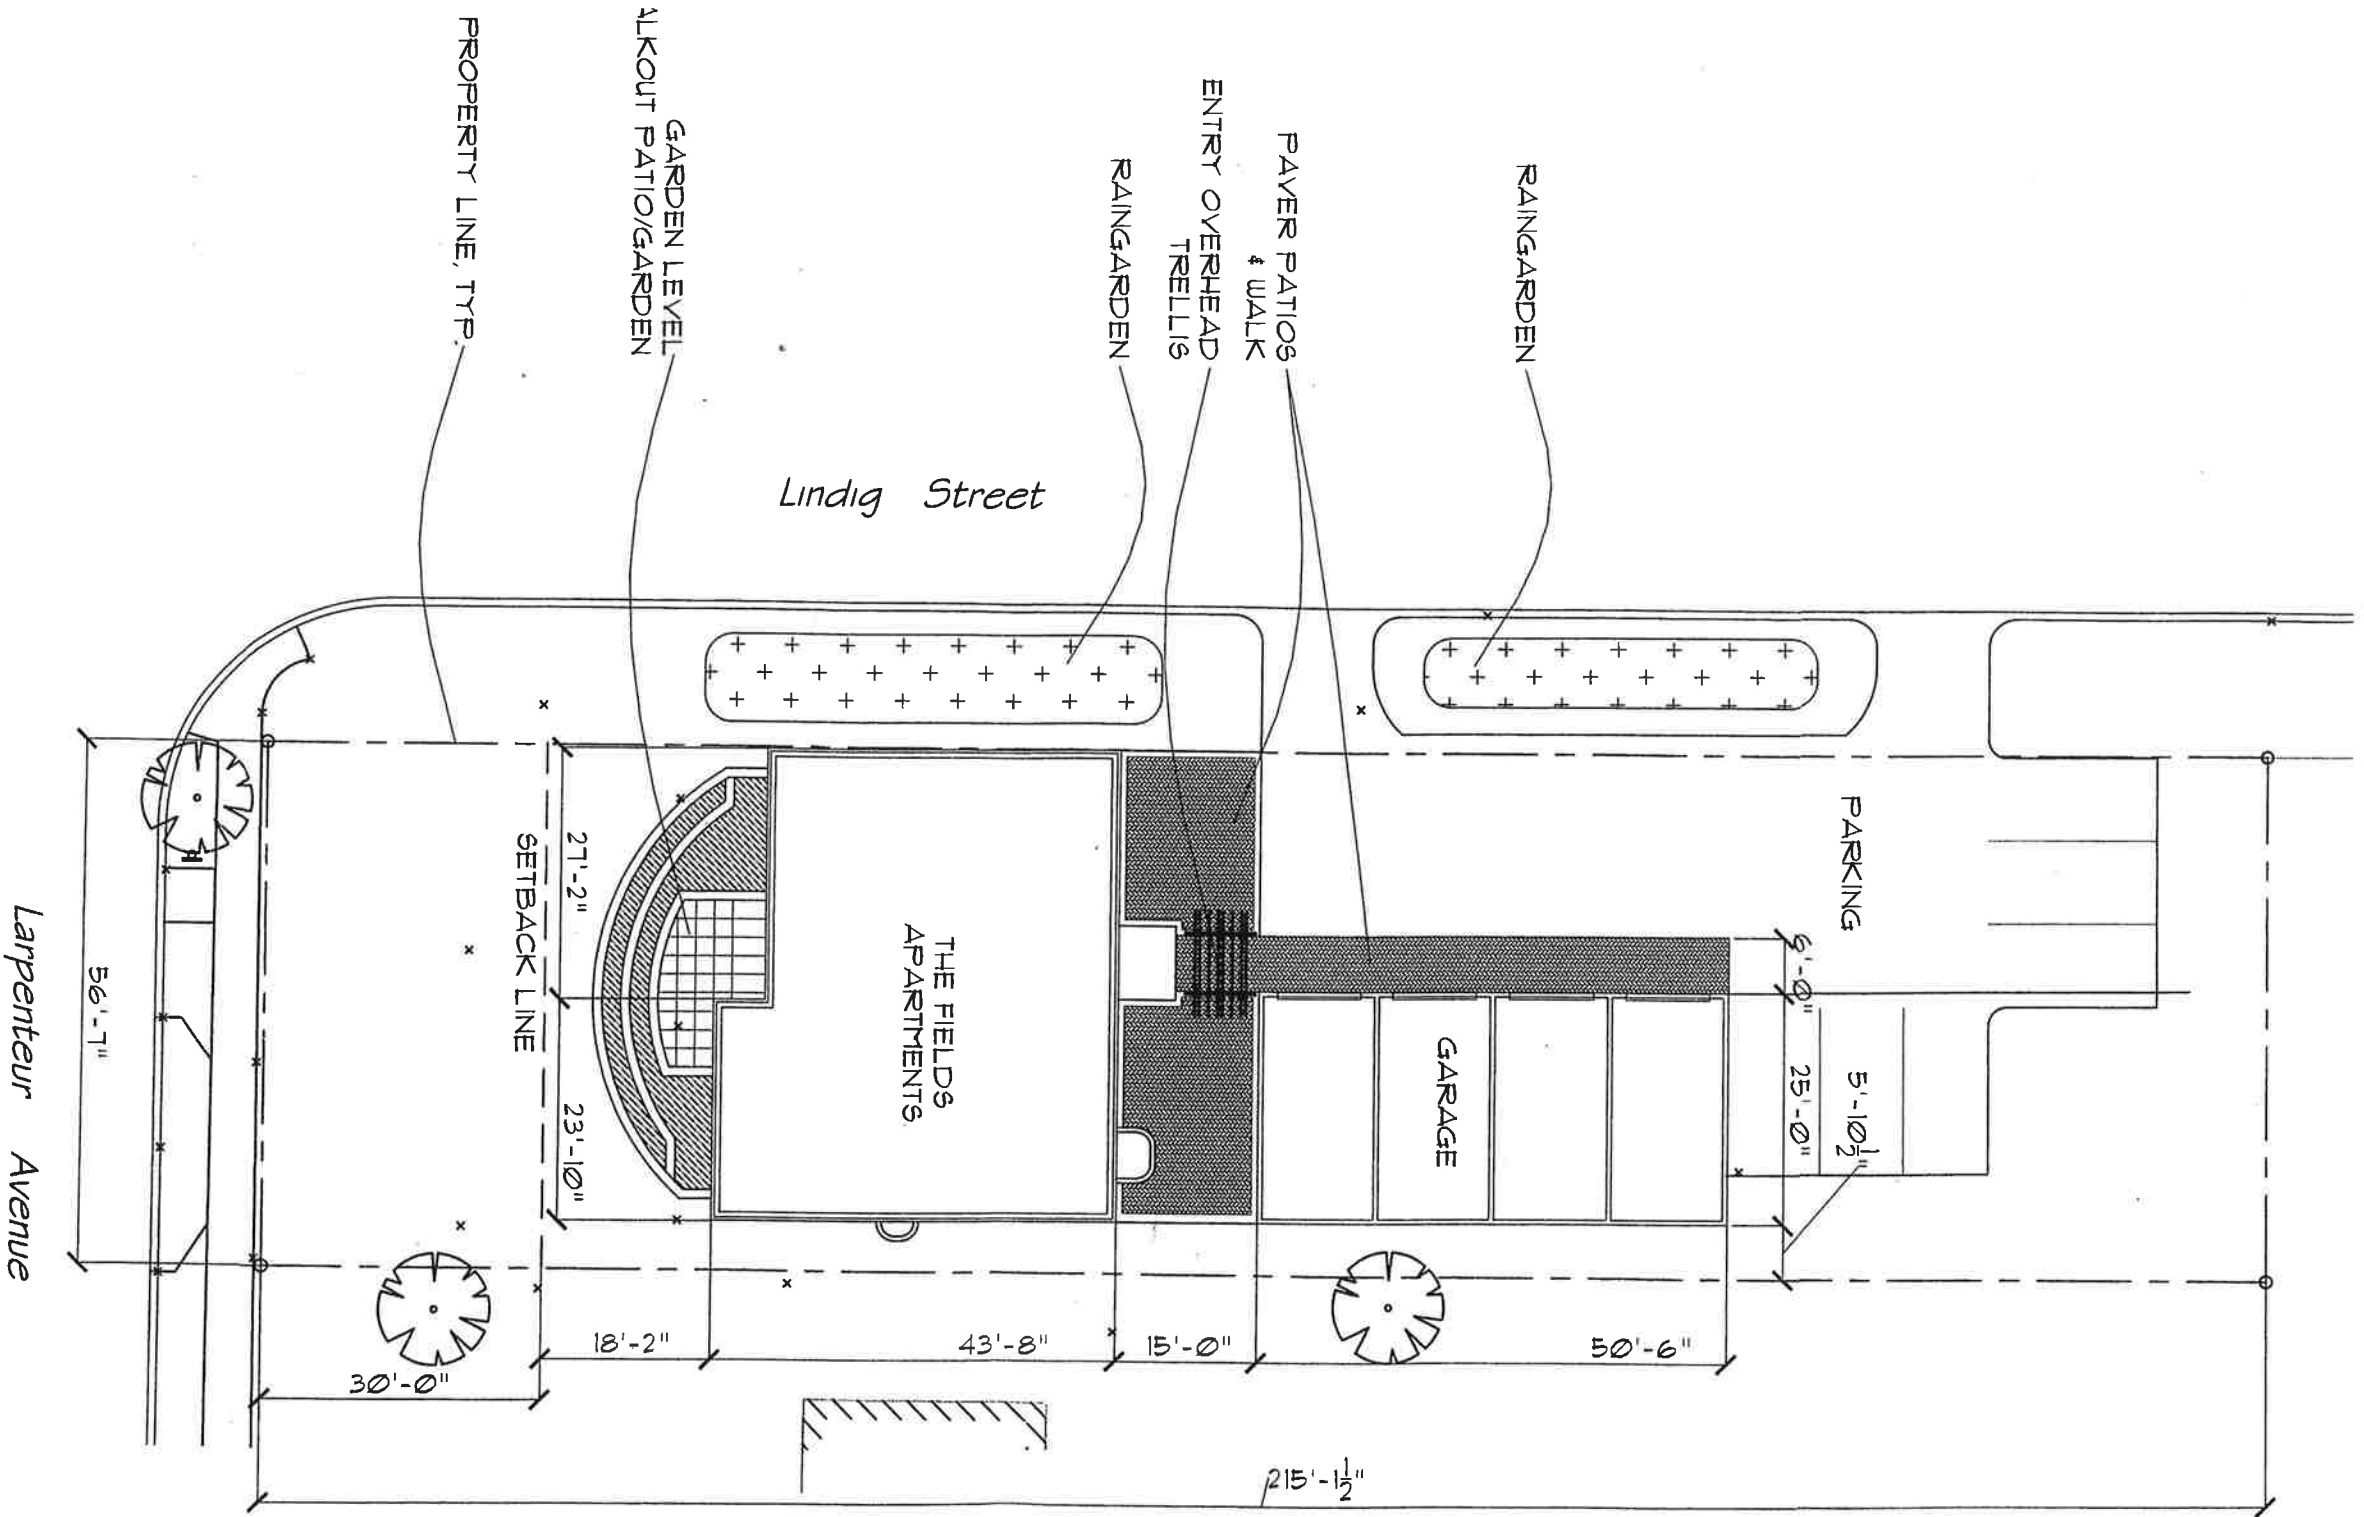 PROPERTY LINE, TYP.
GARDEN LEVEL
ALKOUT PATIO/GARDEN
RAINGARDEN
ENTRY OVERHEAD
TRELLIS
PAVER PATIOS
& WALK
RAINGARDEN
Lindig Street
Larpenteur Avenue
56'-7"
SETBACK LINE
27'-2"
23'-10"
THE FIELDS
APARTMENTS
GARAGE
PARKING
6'-0"
25'-0"
5'-10 1/2"
18'-2"
43'-8"
15'-0"
50'-6"
30'-0"
215'-1 1/2"